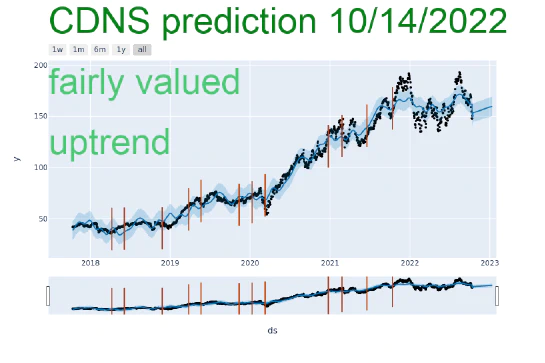 CDNS prediction 10/14/2022
1w 1m 6m 1y all
200
fairly valued
150
uptrend
y
100
50
2018 2019 2020 2021 2022 2023
ds